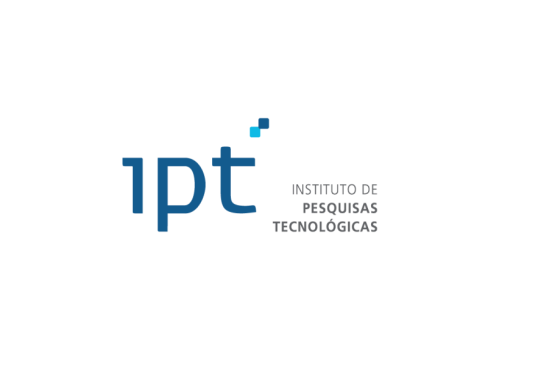 ipt
INSTITUTO DE
PESQUISAS
TECNOLÓGICAS